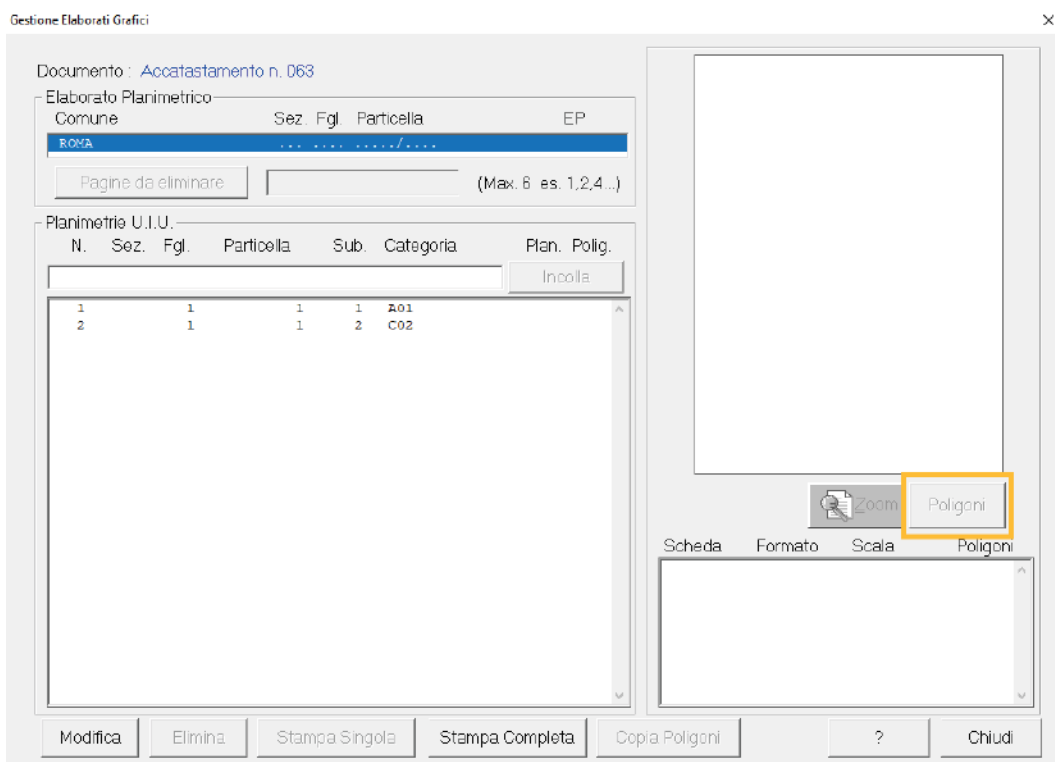 Gestione Elaborati Grafici
Documento : Accatastamento n. 063
Elaborato Planimetrico
Comune Sez. Fgl. Particella EP
ROMA ... .... ...../....
Pagine da eliminare (Max. 6 es. 1,2,4...)
Planimetrie U.I.U.
N. Sez. Fgl. Particella Sub. Categoria Plan. Polig.
Incolla
1 1 1 1 A01
2 1 1 2 C02
Zoom Poligoni
Scheda Formato Scala Poligoni
Modifica Elimina Stampa Singola Stampa Completa Copia Poligoni ? Chiudi